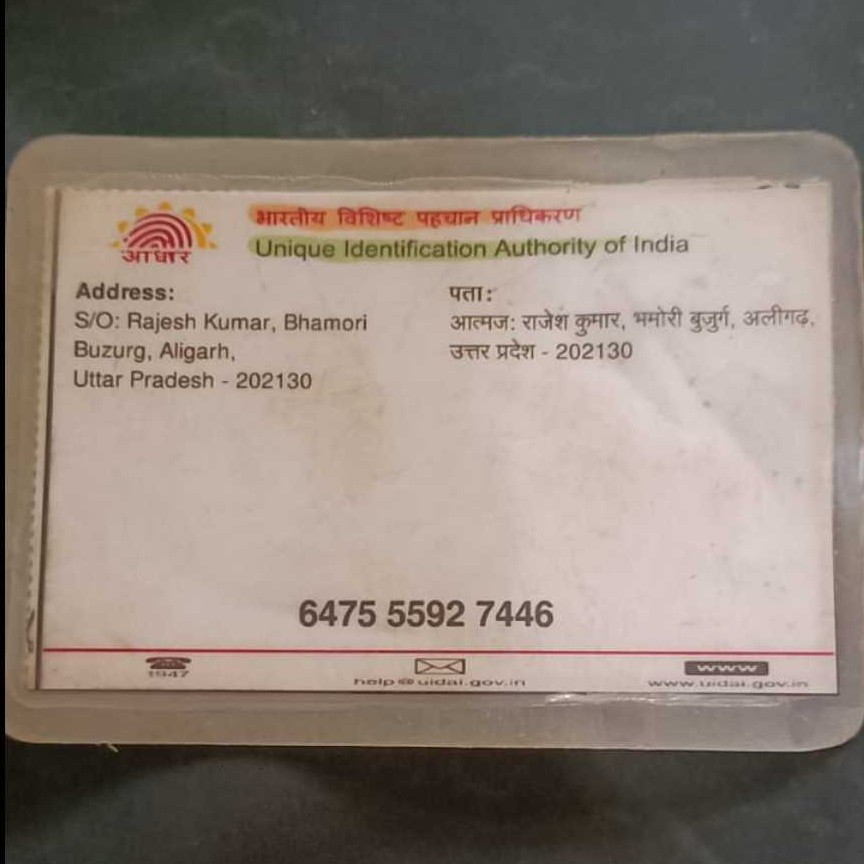 भारतीय विशिष्ट पहचान प्राधिकरण
Unique Identification Authority of India
आधार
Address:
S/O: Rajesh Kumar, Bhamori
Buzurg, Aligarh,
Uttar Pradesh - 202130
पता:
आत्मज: राजेश कुमार, भमोरी बुजुर्ग, अलीगढ़,
उत्तर प्रदेश - 202130
6475 5592 7446
1947
help@uidai.gov.in
www
www.uidai.gov.in